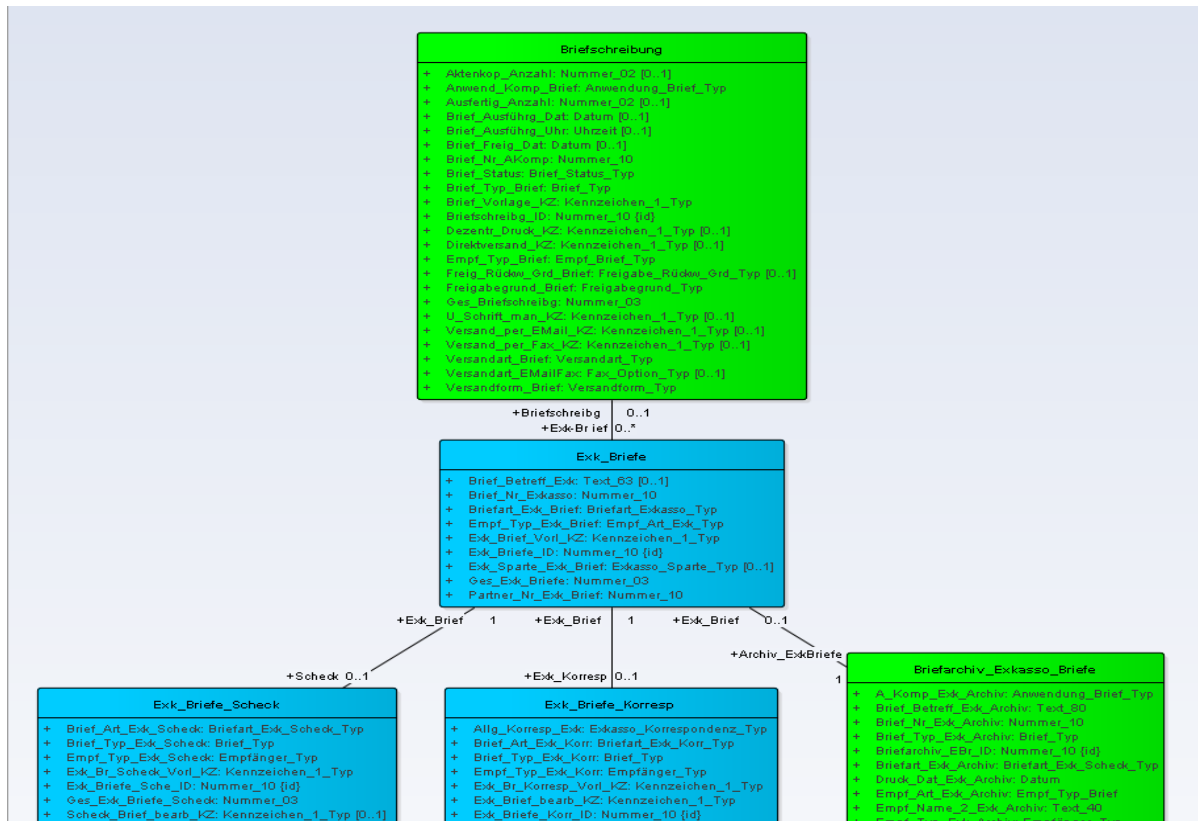 Briefschreibung
+ Aktenkop_Anzahl: Nummer_02 [0..1]
+ Anwend_Komp_Brief: Anwendung_Brief_Typ
+ Ausfertig_Anzahl: Nummer_02 [0..1]
+ Brief_Ausführg_Dat: Datum [0..1]
+ Brief_Ausführg_Uhr: Uhrzeit [0..1]
+ Brief_Freig_Dat: Datum [0..1]
+ Brief_Nr_AKomp: Nummer_10
+ Brief_Status: Brief_Status_Typ
+ Brief_Typ_Brief: Brief_Typ
+ Brief_Vorlage_KZ: Kennzeichen_1_Typ
+ Briefschreibg_ID: Nummer_10 {id}
+ Dezentr_Druck_KZ: Kennzeichen_1_Typ [0..1]
+ Direktversand_KZ: Kennzeichen_1_Typ [0..1]
+ Empf_Typ_Brief: Empf_Brief_Typ
+ Freig_Rückw_Grd_Brief: Freigabe_Rückw_Grd_Typ [0..1]
+ Freigabegrund_Brief: Freigabegrund_Typ
+ Ges_Briefschreibg: Nummer_03
+ U_Schrift_man_KZ: Kennzeichen_1_Typ [0..1]
+ Versand_per_EMail_KZ: Kennzeichen_1_Typ [0..1]
+ Versand_per_Fax_KZ: Kennzeichen_1_Typ [0..1]
+ Versandart_Brief: Versandart_Typ
+ Versandart_EMailFax: Fax_Option_Typ [0..1]
+ Versandform_Brief: Versandform_Typ
+Briefschreibg 0..1
+Exk-Brief 0..*
Exk_Briefe
+ Brief_Betreff_Exk: Text_63 [0..1]
+ Brief_Nr_Exkasso: Nummer_10
+ Briefart_Exk_Brief: Briefart_Exkasso_Typ
+ Empf_Typ_Exk_Brief: Empf_Art_Exk_Typ
+ Exk_Brief_Vorl_KZ: Kennzeichen_1_Typ
+ Exk_Briefe_ID: Nummer_10 {id}
+ Exk_Sparte_Exk_Brief: Exkasso_Sparte_Typ [0..1]
+ Ges_Exk_Briefe: Nummer_03
+ Partner_Nr_Exk_Brief: Nummer_10
+Exk_Brief 1 +Exk_Brief 1 +Exk_Brief 0..1
+Scheck 0..1 +Exk_Korresp 0..1 +Archiv_ExkBriefe 1
Exk_Briefe_Scheck
+ Brief_Art_Exk_Scheck: Briefart_Exk_Scheck_Typ
+ Brief_Typ_Exk_Scheck: Brief_Typ
+ Empf_Typ_Exk_Scheck: Empfänger_Typ
+ Exk_Br_Scheck_Vorl_KZ: Kennzeichen_1_Typ
+ Exk_Briefe_Sche_ID: Nummer_10 {id}
+ Ges_Exk_Briefe_Scheck: Nummer_03
+ Scheck_Brief_bearb_KZ: Kennzeichen_1_Typ [0..1]
Exk_Briefe_Korresp
+ Allg_Korresp_Exk: Exkasso_Korrespondenz_Typ
+ Brief_Art_Exk_Korr: Briefart_Exk_Korr_Typ
+ Brief_Typ_Exk_Korr: Brief_Typ
+ Empf_Typ_Exk_Korr: Empfänger_Typ
+ Exk_Br_Korresp_Vorl_KZ: Kennzeichen_1_Typ
+ Exk_Brief_bearb_KZ: Kennzeichen_1_Typ
+ Exk_Briefe_Korr_ID: Nummer_10 {id}
Briefarchiv_Exkasso_Briefe
+ A_Komp_Exk_Archiv: Anwendung_Brief_Typ
+ Brief_Betreff_Exk_Archiv: Text_80
+ Brief_Nr_Exk_Archiv: Nummer_10
+ Brief_Typ_Exk_Archiv: Brief_Typ
+ Briefarchiv_EBr_ID: Nummer_10 {id}
+ Briefart_Exk_Archiv: Briefart_Exk_Scheck_Typ
+ Druck_Dat_Exk_Archiv: Datum
+ Empf_Art_Exk_Archiv: Empf_Typ_Brief
+ Empf_Name_2_Exk_Archiv: Text_40